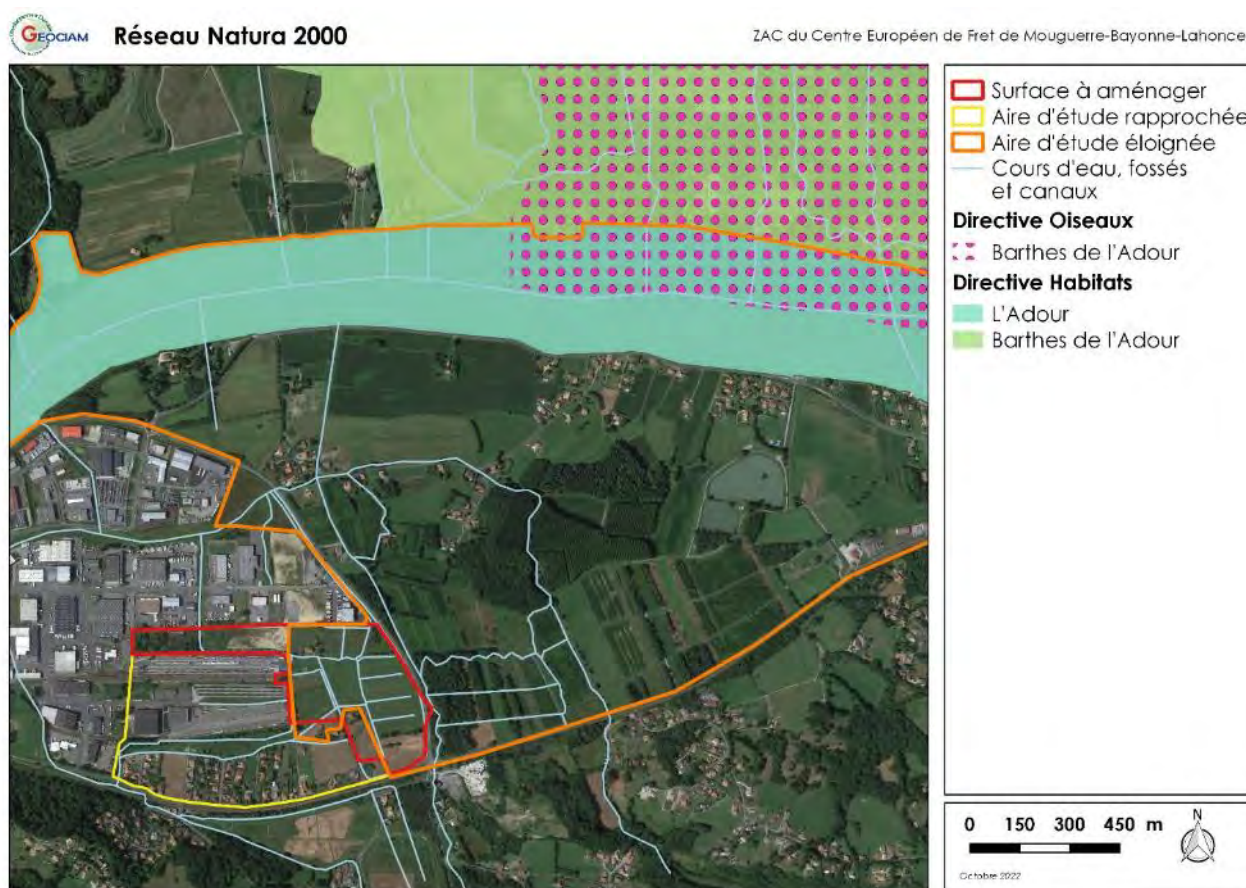 GEOCIAM
Réseau Natura 2000
ZAC du Centre Européen de Fret de Mouguerre-Bayonne-Lahonce
Surface à aménager
Aire d'étude rapprochée
Aire d'étude éloignée
Cours d'eau, fossés
et canaux
Directive Oiseaux
Barthes de l'Adour
Directive Habitats
L'Adour
Barthes de l'Adour
0 150 300 450 m
N
Octobre 2022